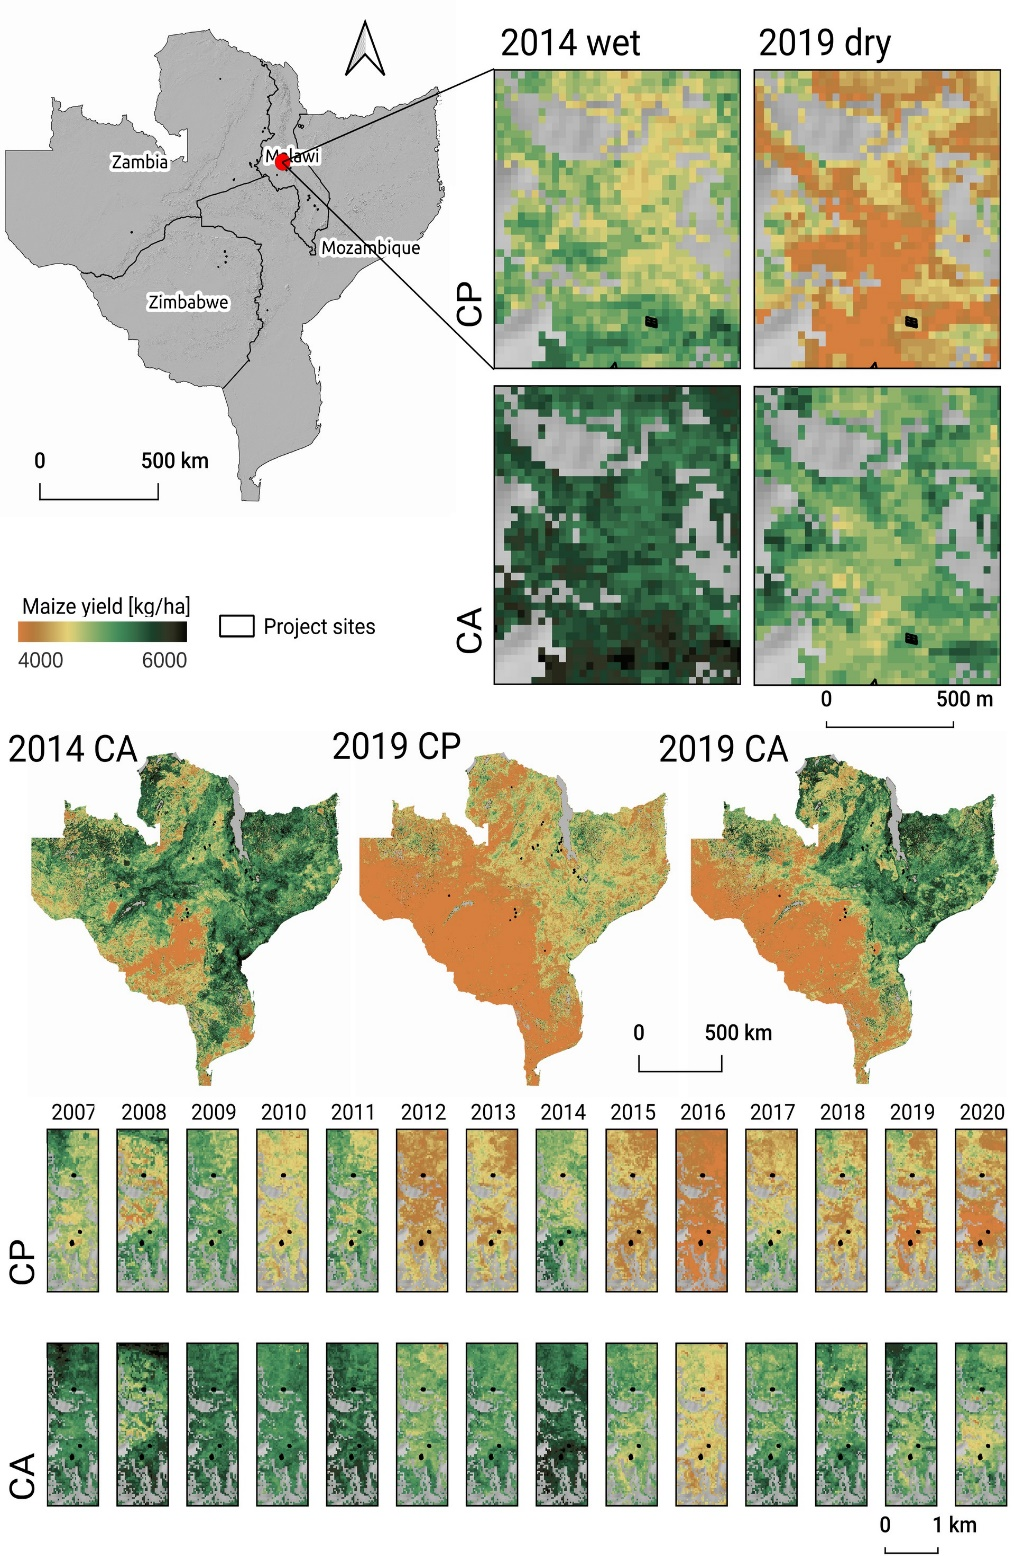 2014 wet
2019 dry
Zambia
Malawi
Mozambique
Zimbabwe
CP
0 500 km
CA
Maize yield [kg/ha]
4000 6000
Project sites
0 500 m
2014 CA
2019 CP
2019 CA
0 500 km
2007 2008 2009 2010 2011 2012 2013 2014 2015 2016 2017 2018 2019 2020
CP
CA
0 1 km